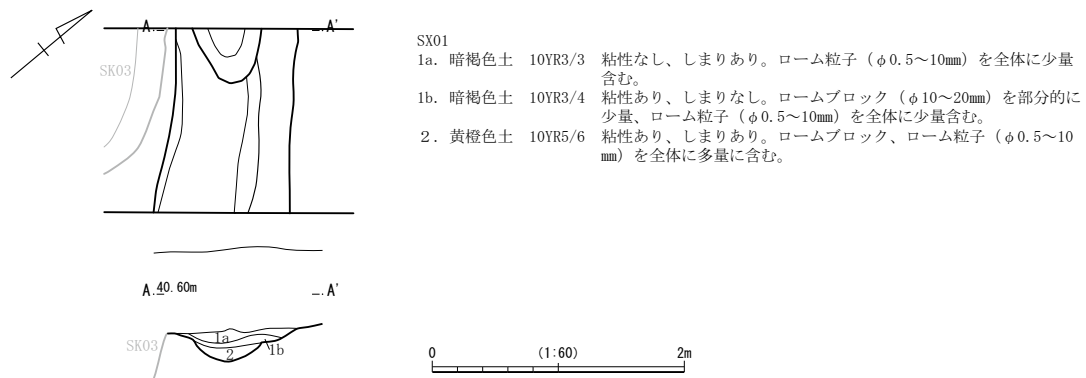 A.
A'
SK03
SX01
1a. 暗褐色土 10YR3/3 粘性なし、しまりあり。ローム粒子（φ0.5～10㎜）を全体に少量
含む。
1b. 暗褐色土 10YR3/4 粘性あり、しまりなし。ロームブロック（φ10～20㎜）を部分的に
少量、ローム粒子（φ0.5～10㎜）を全体に少量含む。
２. 黄橙色土 10YR5/6 粘性あり、しまりあり。ロームブロック、ローム粒子（φ0.5～10
㎜）を全体に多量に含む。
A. 40.60m
A'
SK03
1a
1b
2
0 (1:60) 2m